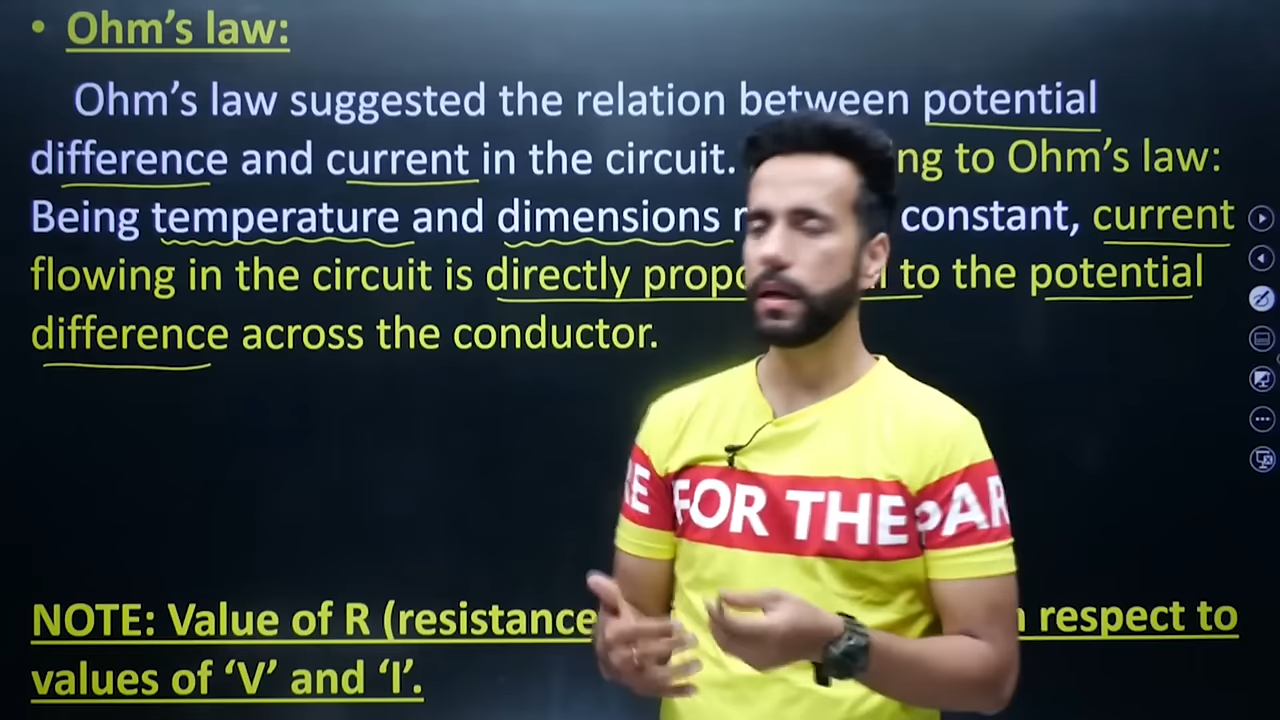 • Ohm's law:
Ohm's law suggested the relation between potential
difference and current in the circuit. ng to Ohm's law:
Being temperature and dimensions constant, current
flowing in the circuit is directly to the potential
difference across the conductor.
RE FOR THE PAR
NOTE: Value of R (resistance respect to
values of ‘V’ and ‘I’.